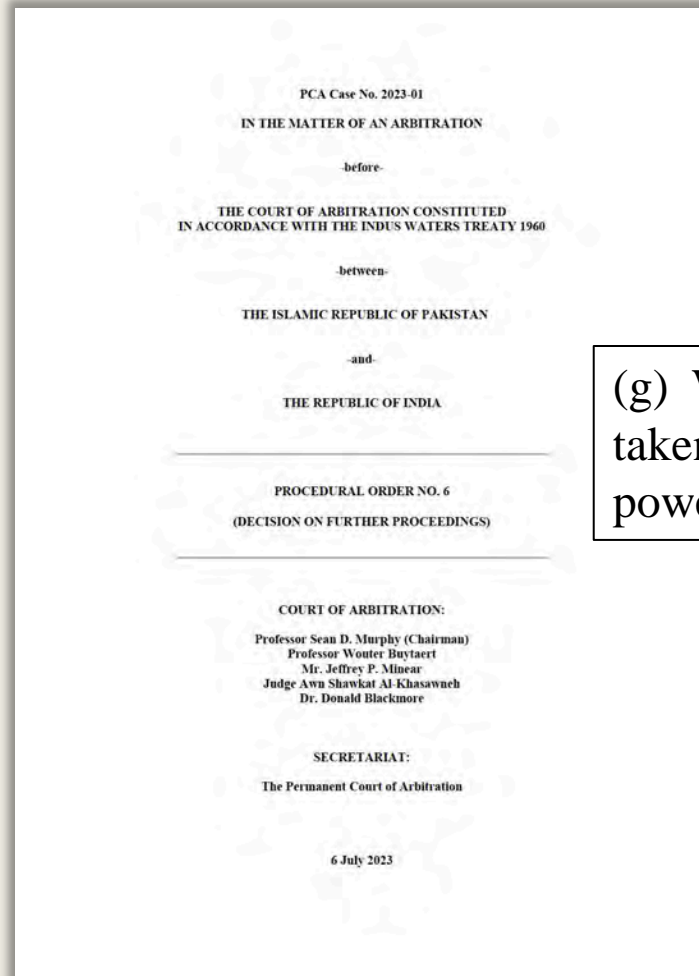 PCA Case No. 2023-01
IN THE MATTER OF AN ARBITRATION
-before-
THE COURT OF ARBITRATION CONSTITUTED
IN ACCORDANCE WITH THE INDUS WATERS TREATY 1960
-between-
THE ISLAMIC REPUBLIC OF PAKISTAN
-and-
THE REPUBLIC OF INDIA
PROCEDURAL ORDER NO. 6
(DECISION ON FURTHER PROCEEDINGS)
COURT OF ARBITRATION:
Professor Sean D. Murphy (Chairman)
Professor Wouter Buytaert
Mr. Jeffrey P. Minear
Judge Awn Shawkat Al-Khasawneh
Dr. Donald Blackmore
SECRETARIAT:
The Permanent Court of Arbitration
6 July 2023
(g)